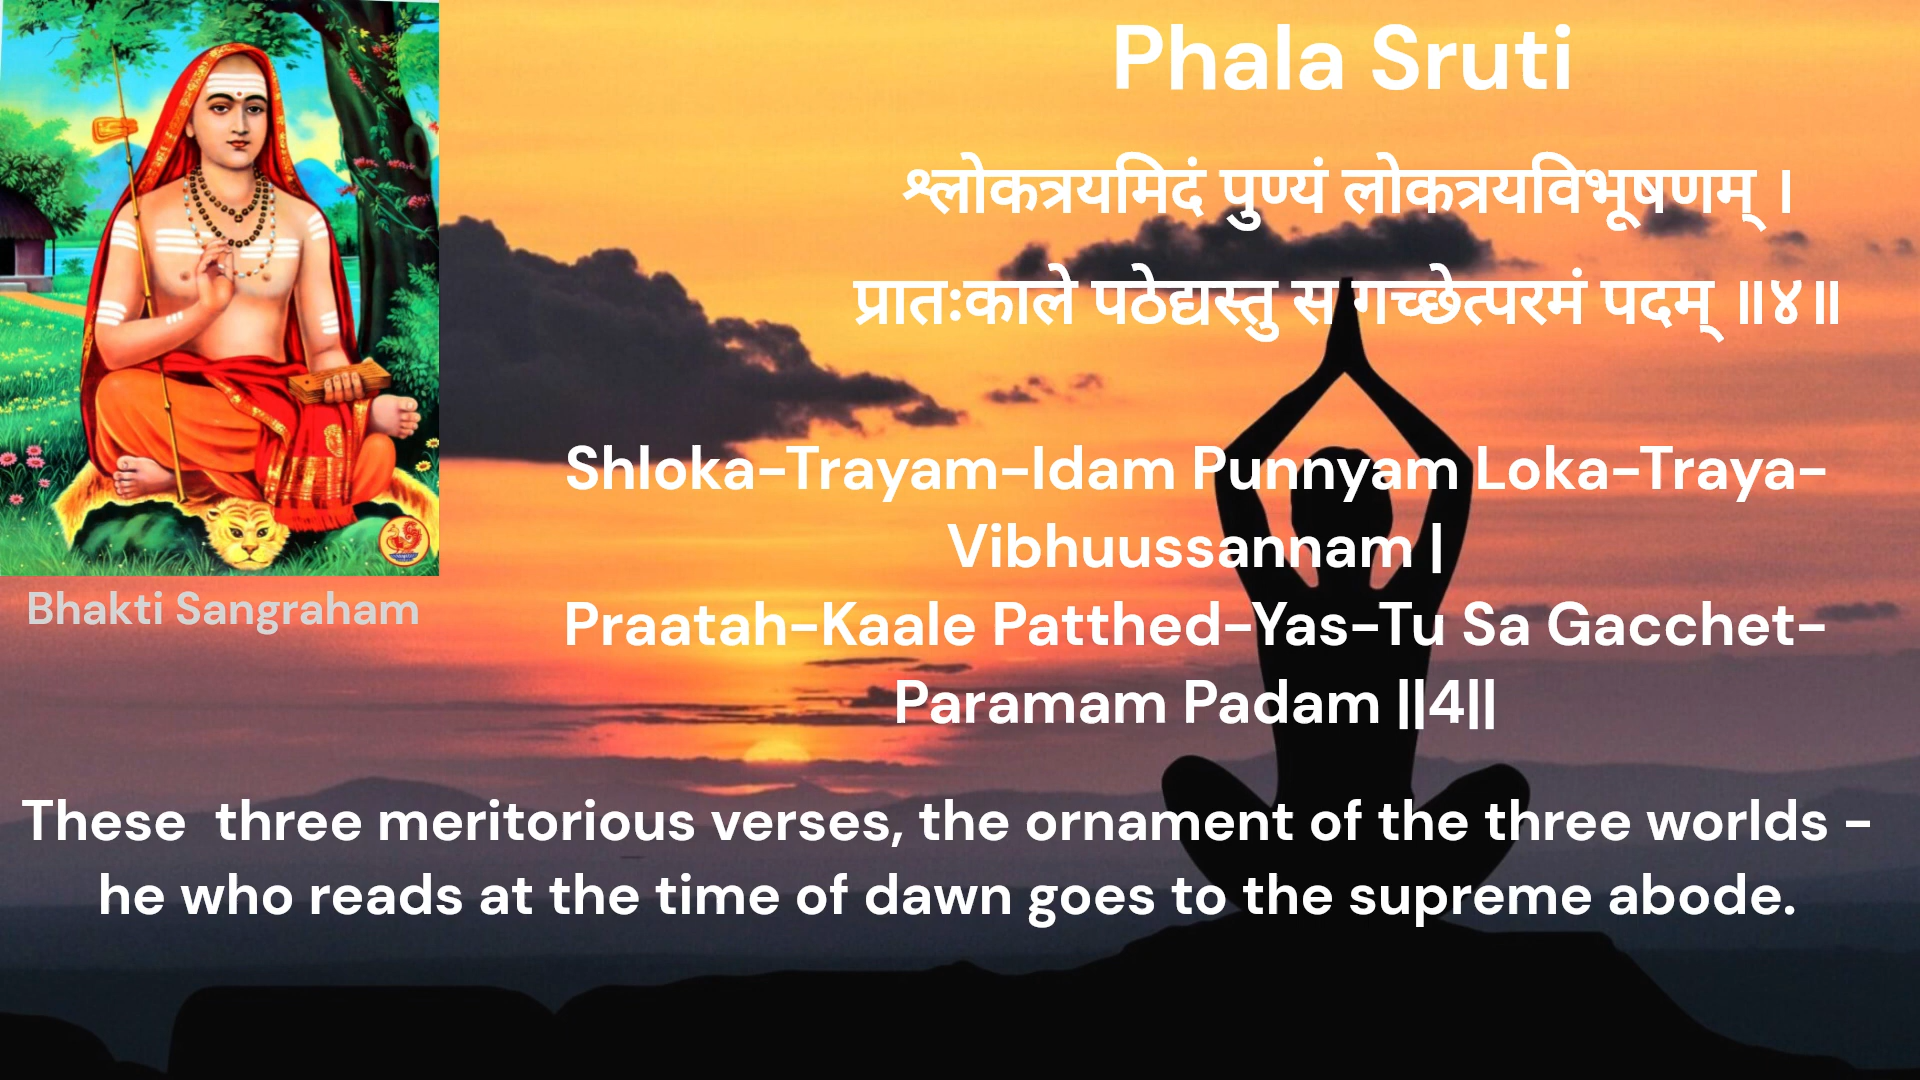 Phala Sruti
श्लोकत्रयमिदं पुण्यं लोकत्रयविभूषणम् ।
प्रातःकाले पठेद्यस्तु स गच्छेत्परमं पदम् ॥४॥
Shloka-Trayam-Idam Punnyam Loka-Traya-
Vibhuussannam |
Praatah-Kaale Patthed-Yas-Tu Sa Gacchet-
Paramam Padam ||4||
Bhakti Sangraham
These  three meritorious verses, the ornament of the three worlds -
he who reads at the time of dawn goes to the supreme abode.